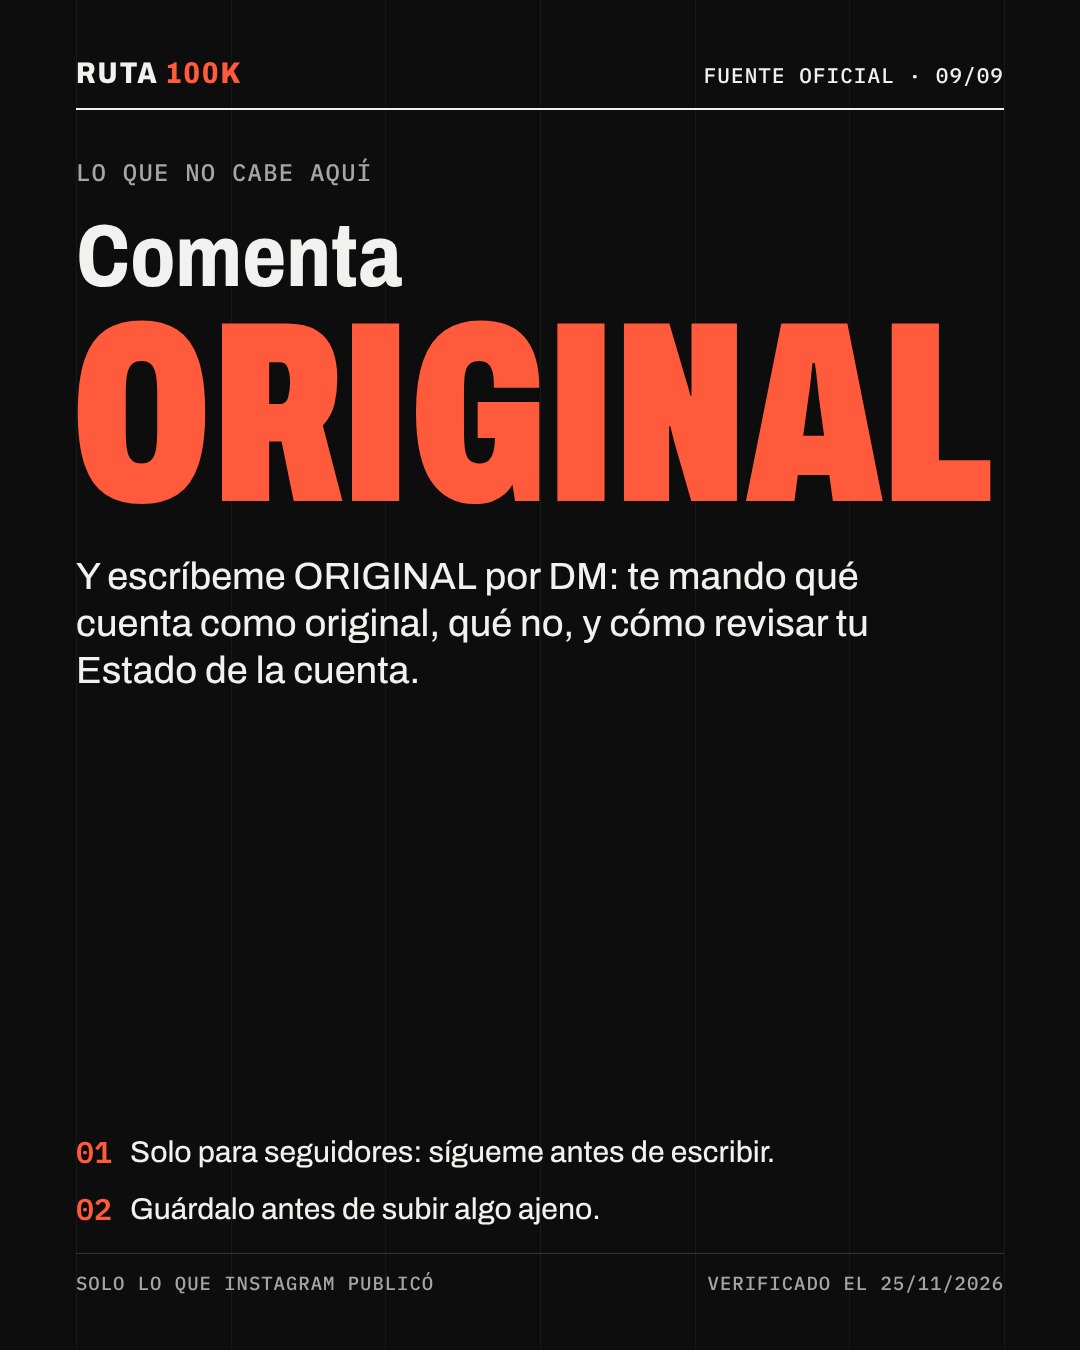 RUTA 100K
FUENTE OFICIAL · 09/09
LO QUE NO CABE AQUÍ
Comenta
ORIGINAL
Y escríbeme ORIGINAL por DM: te mando qué
cuenta como original, qué no, y cómo revisar tu
Estado de la cuenta.
01 Solo para seguidores: sígueme antes de escribir.
02 Guárdalo antes de subir algo ajeno.
SOLO LO QUE INSTAGRAM PUBLICÓ
VERIFICADO EL 25/11/2026